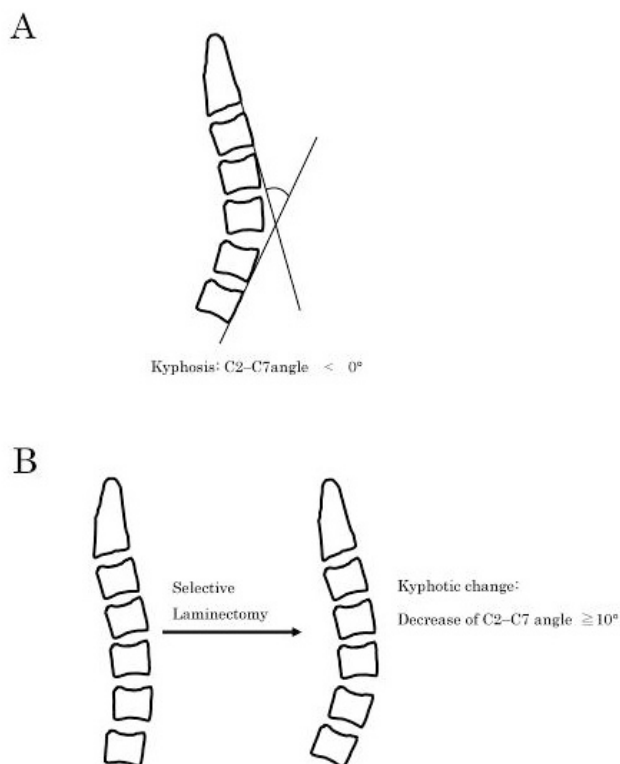 A
Kyphosis: C2–C7angle < 0°
B
Selective
Laminectomy
Kyphotic change:
Decrease of C2–C7 angle ≧10°